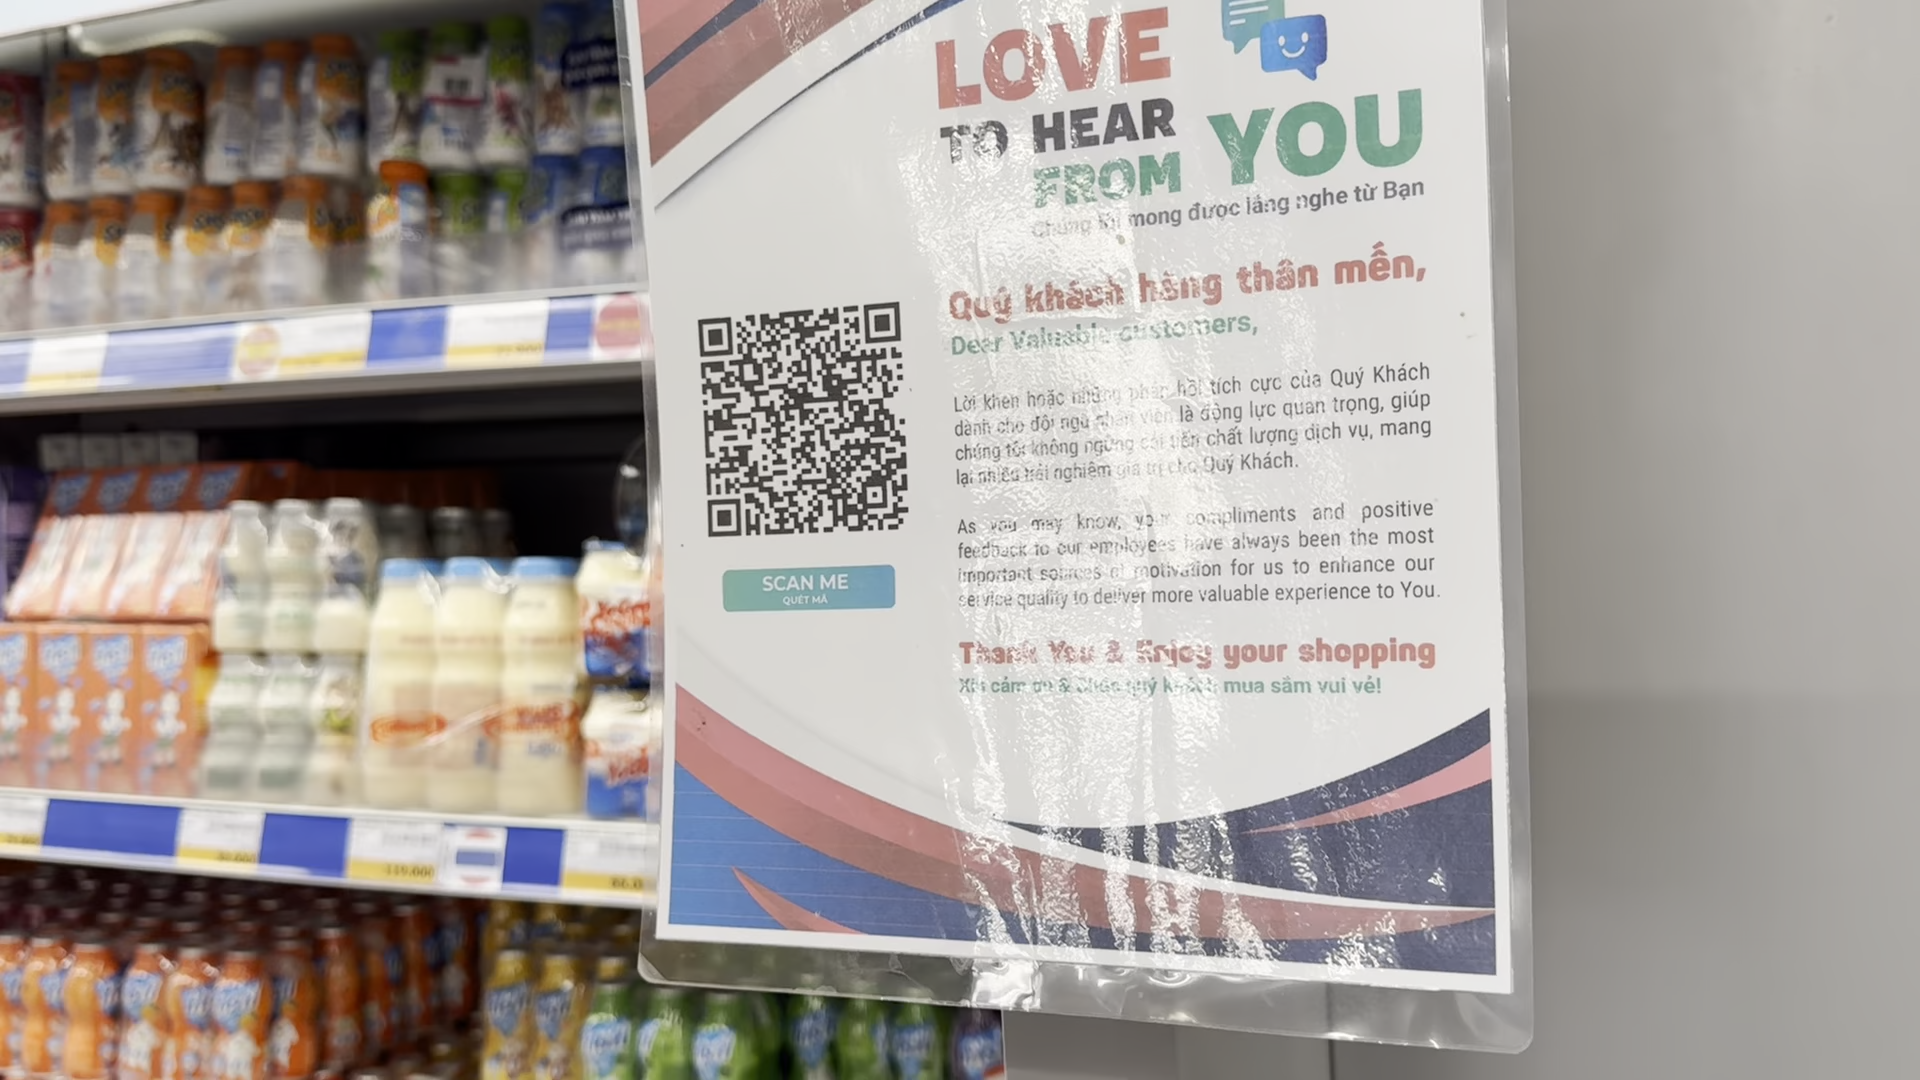 LOVE
TO HEAR
FROM YOU
Chúng tôi mong được lắng nghe từ Bạn
Quý khách hàng thân mến,
Dear Valuable customers,
Lời khen hoặc những phản hồi tích cực của Quý Khách
dành cho đội ngũ nhân viên là động lực quan trọng, giúp
chúng tôi không ngừng cải tiến chất lượng dịch vụ, mang
lại nhiều trải nghiệm giá trị cho Quý Khách.
As you may know, your compliments and positive
feedback to our employees have always been the most
important sources of motivation for us to enhance our
service quality to deliver more valuable experience to You.
Thank You & Enjoy your shopping
Xin cảm ơn & Chúc quý khách mua sắm vui vẻ!
SCAN ME
QUÉT MÃ
119.000